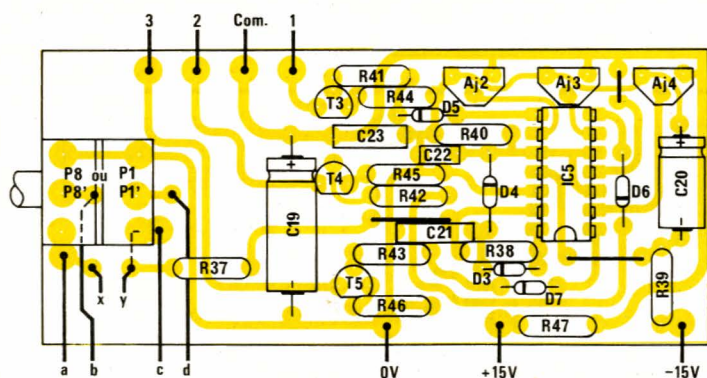 3 2 Com. 1
R41
Aj2 Aj3 Aj4
T3 R44
D5
C23 R40
C22
P8 ou P1
P8' P1'
T4 R45
R42
D4 IC5 D6 C20
C19
C21
R37 R43 R38
x y
T5 D3
D7
R46 R47 R39
a b c d 0V +15V -15V